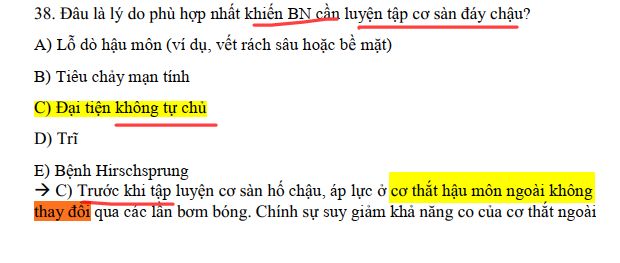 38. Đâu là lý do phù hợp nhất khiến BN cần luyện tập cơ sàn đáy chậu?
A) Lỗ dò hậu môn (ví dụ, vết rách sâu hoặc bề mặt)
B) Tiêu chảy mạn tính
C) Đại tiện không tự chủ
D) Trĩ
E) Bệnh Hirschsprung
→ C) Trước khi tập luyện cơ sàn hố chậu, áp lực ở cơ thắt hậu môn ngoài không
thay đổi qua các lần bơm bóng. Chính sự suy giảm khả năng co của cơ thắt ngoài